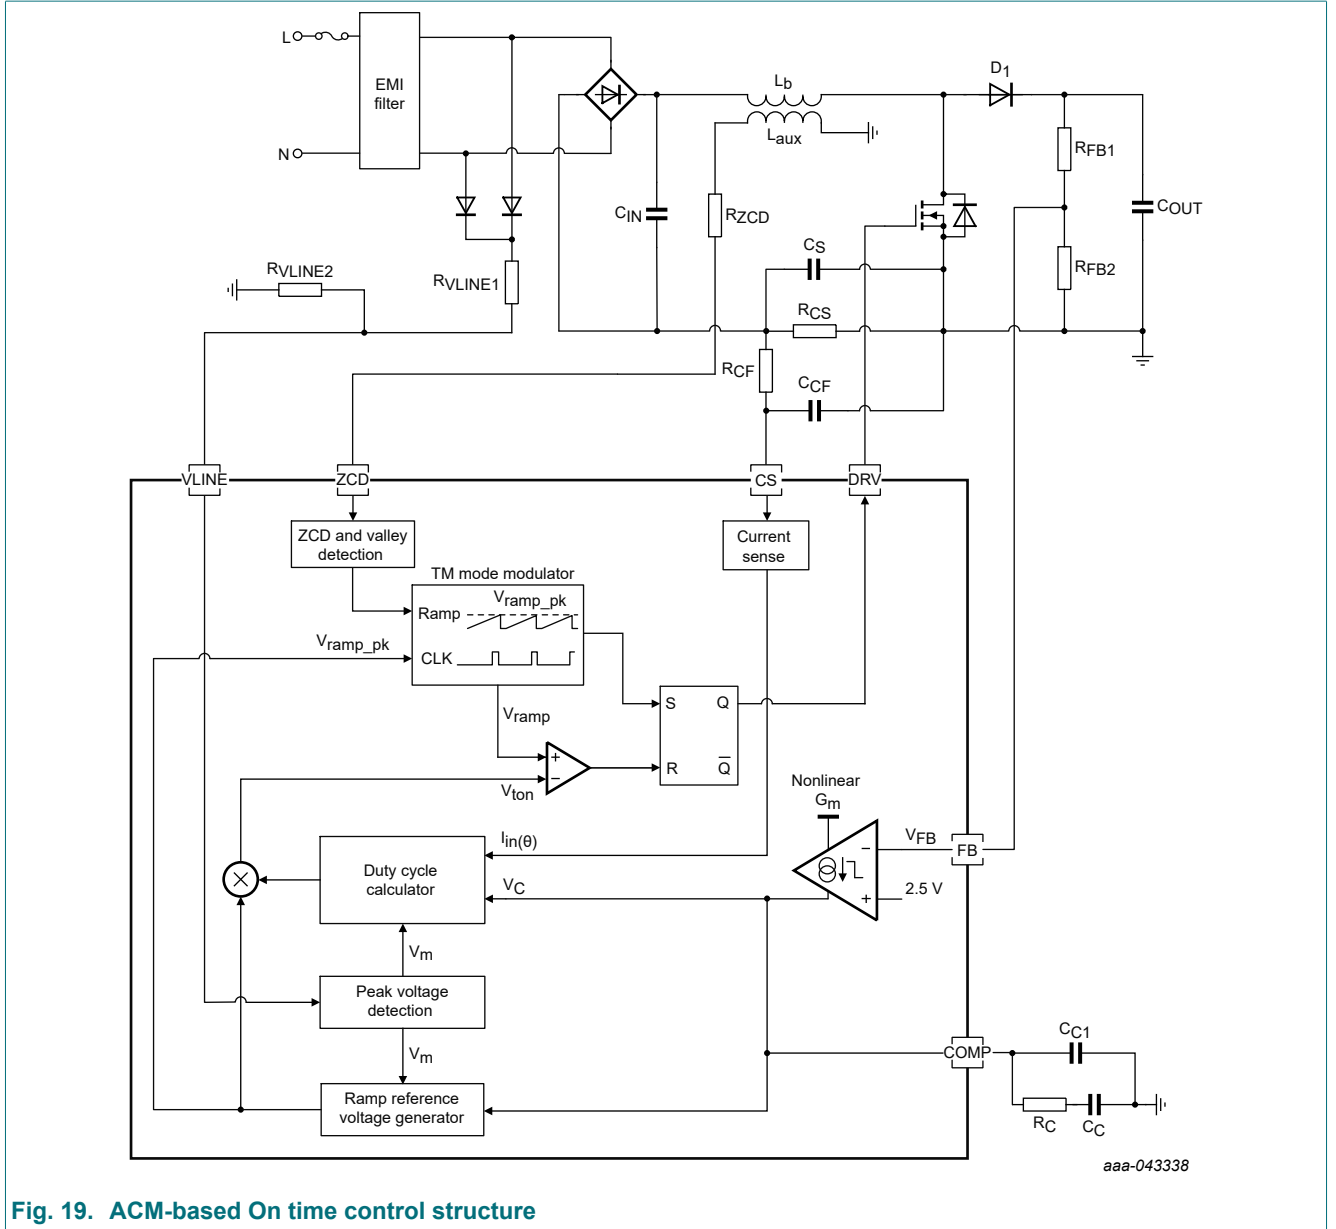 L
EMI
filter
N
D1
Lb
Laux
RFB1
CIN
RZCD
COUT
CS
RVLINE2
RVLINE1
RFB2
RCS
RCF
CCF
VLINE
ZCD
CS
DRV
ZCD and valley
detection
Current
sense
TM mode modulator
Ramp
Vramp_pk
Vramp_pk
CLK
Vramp
S
Q
R
Q̅
+
−
Vton
Nonlinear
Gm
VFB
FB
−
+
2.5 V
Iin(θ)
VC
Duty cycle
calculator
Vm
Peak voltage
detection
Vm
Ramp reference
voltage generator
COMP
CC1
RC
CC
aaa-043338
Fig. 19. ACM-based On time control structure